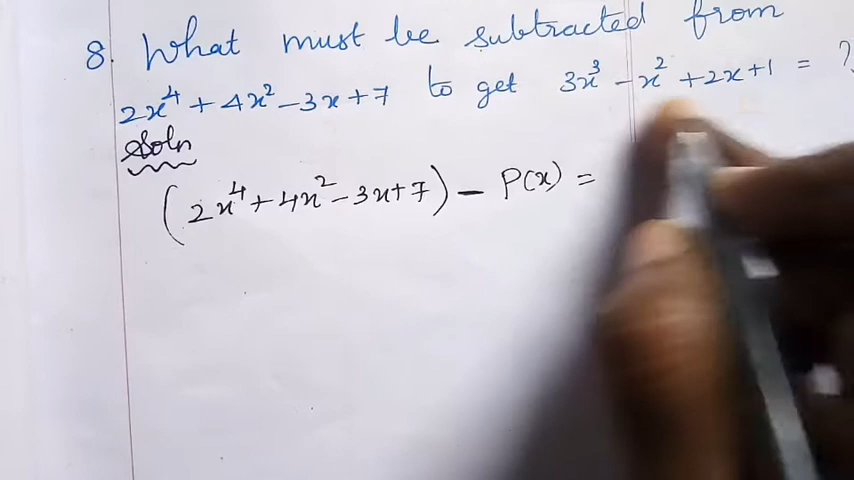 8. What must be subtracted from
2x⁴ + 4x² - 3x + 7 to get 3x³ - x² + 2x + 1 = ?
Soln
(2x⁴ + 4x² - 3x + 7) - P(x) =